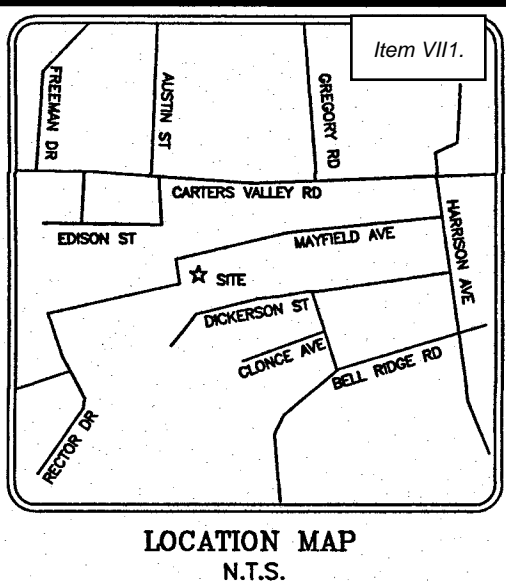 Item VII1.
FREEMAN DR
AUSTIN ST
GREGORY RD
CARTERS VALLEY RD
HARRISON AVE
EDISON ST
MAYFIELD AVE
SITE
DICKERSON ST
CLONCE AVE
BELL RIDGE RD
RECTOR DR
LOCATION MAP
N.T.S.